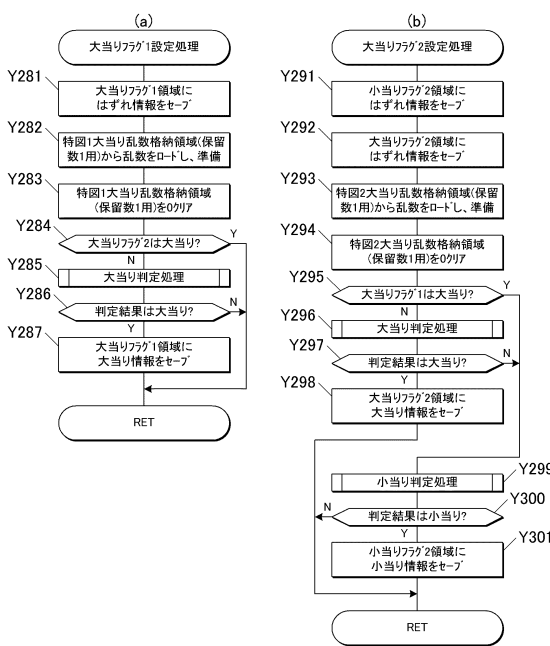 (a)
大当りフラグ1設定処理
Y281
大当りフラグ1領域に
はずれ情報をセーブ
Y282
特図1大当り乱数格納領域(保留
数1用)から乱数をロードし、準備
Y283
特図1大当り乱数格納領域
(保留数1用)を0クリア
Y284
大当りフラグ2は大当り?
Y
N
Y285
大当り判定処理
Y286
判定結果は大当り?
N
Y
Y287
大当りフラグ1領域に
大当り情報をセーブ
RET
(b)
大当りフラグ2設定処理
Y291
小当りフラグ2領域に
はずれ情報をセーブ
Y292
大当りフラグ2領域に
はずれ情報をセーブ
Y293
特図2大当り乱数格納領域(保留
数1用)から乱数をロードし、準備
Y294
特図2大当り乱数格納領域
(保留数1用)を0クリア
Y295
大当りフラグ1は大当り?
Y
N
Y296
大当り判定処理
Y297
判定結果は大当り?
N
Y
Y298
大当りフラグ2領域に
大当り情報をセーブ
Y299
小当り判定処理
Y300
判定結果は小当り?
N
Y
Y301
小当りフラグ2領域に
小当り情報をセーブ
RET